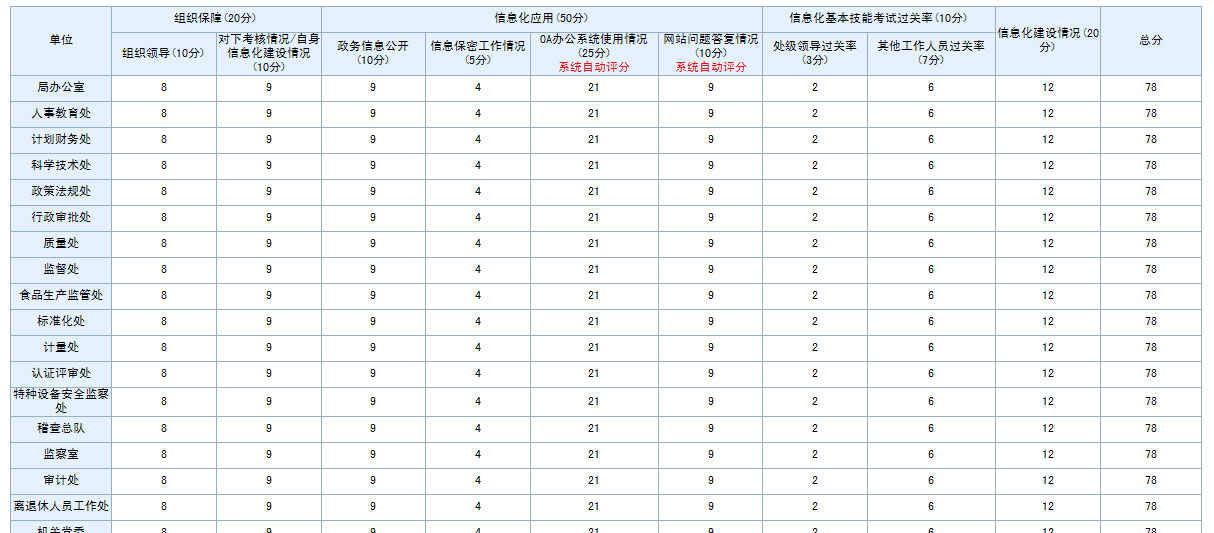 单位 组织保障(20分) 信息化应用(50分) 信息化基本技能考试过关率(10分) 信息化建设情况(20分) 总分
组织领导(10分) 对下考核情况/自身信息化建设情况(10分) 政务信息公开(10分) 信息保密工作情况(5分) OA办公系统使用情况(25分) 系统自动评分 网站问题答复情况(10分) 系统自动评分 处级领导过关率(3分) 其他工作人员过关率(7分)
局办公室 8 9 9 4 21 9 2 6 12 78
人事教育处 8 9 9 4 21 9 2 6 12 78
计划财务处 8 9 9 4 21 9 2 6 12 78
科学技术处 8 9 9 4 21 9 2 6 12 78
政策法规处 8 9 9 4 21 9 2 6 12 78
行政审批处 8 9 9 4 21 9 2 6 12 78
质量处 8 9 9 4 21 9 2 6 12 78
监督处 8 9 9 4 21 9 2 6 12 78
食品生产监管处 8 9 9 4 21 9 2 6 12 78
标准化处 8 9 9 4 21 9 2 6 12 78
计量处 8 9 9 4 21 9 2 6 12 78
认证评审处 8 9 9 4 21 9 2 6 12 78
特种设备安全监察处 8 9 9 4 21 9 2 6 12 78
稽查总队 8 9 9 4 21 9 2 6 12 78
监察室 8 9 9 4 21 9 2 6 12 78
审计处 8 9 9 4 21 9 2 6 12 78
离退休人员工作处 8 9 9 4 21 9 2 6 12 78
机关党委 8 9 9 4 21 9 2 6 12 78